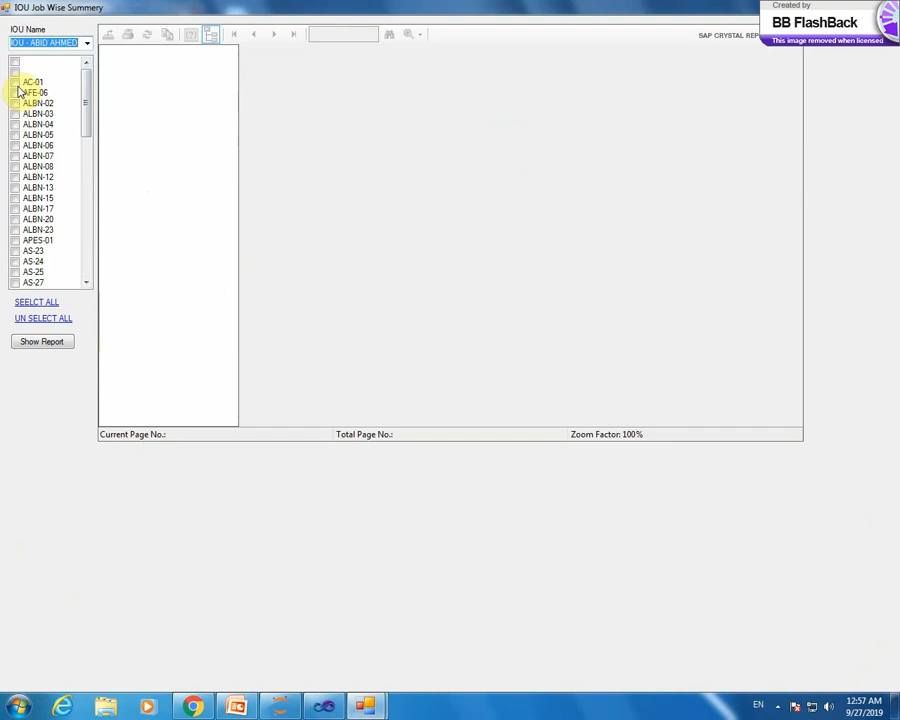 IOU Job Wise Summery
Created by
BB FlashBack
This image removed when licensed
IOU Name
IOU - ABID AHMED
SAP CRYSTAL REP
AC-01
AFE-06
ALBN-02
ALBN-03
ALBN-04
ALBN-05
ALBN-06
ALBN-07
ALBN-08
ALBN-12
ALBN-13
ALBN-15
ALBN-17
ALBN-20
ALBN-23
APES-01
AS-23
AS-24
AS-25
AS-27
SEELCT ALL
UN SELECT ALL
Show Report
Current Page No.:
Total Page No.:
Zoom Factor: 100%
EN
12:57 AM
9/27/2019